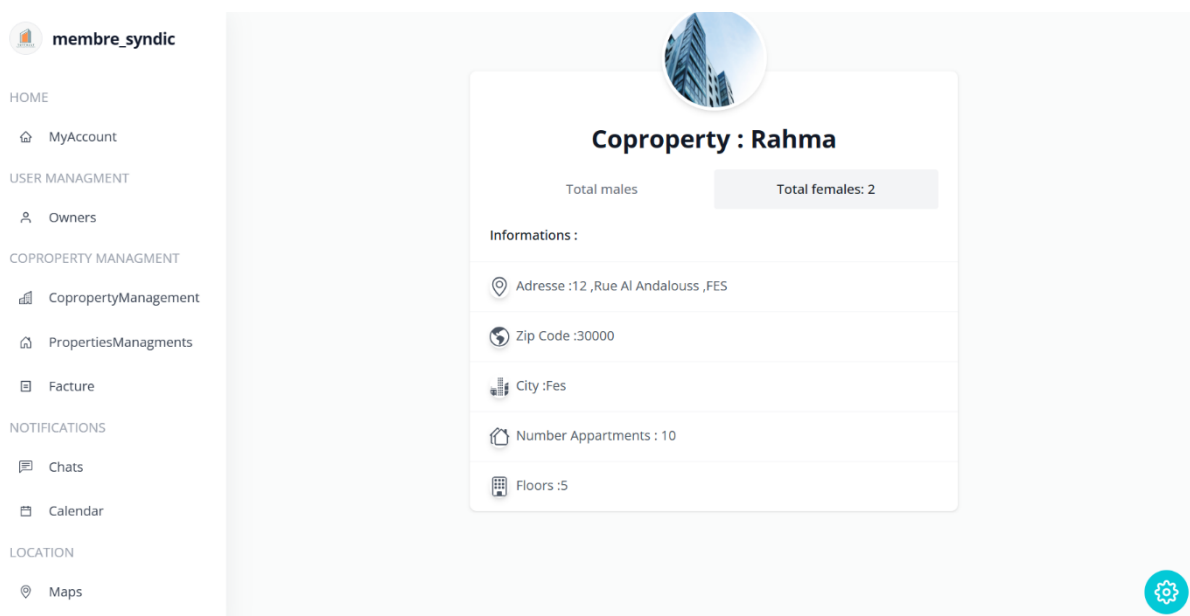 membre_syndic
HOME
MyAccount
USER MANAGMENT
Owners
COPROPERTY MANAGMENT
CopropertyManagement
PropertiesManagments
Facture
NOTIFICATIONS
Chats
Calendar
LOCATION
Maps
Coproperty : Rahma
Total males
Total females: 2
Informations :
Adresse :12 ,Rue Al Andalouss ,FES
Zip Code :30000
City :Fes
Number Appartments : 10
Floors :5